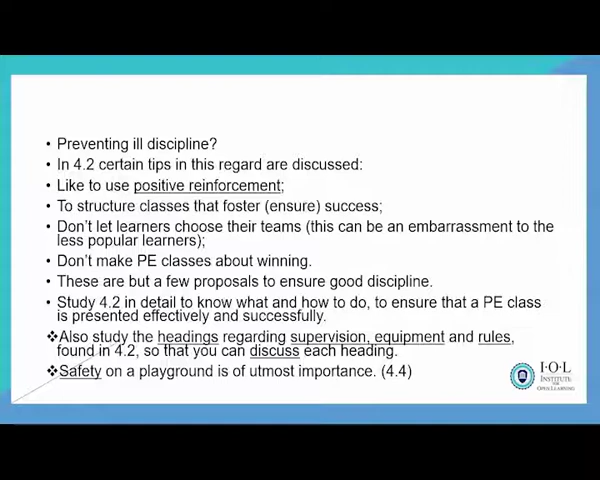 • Preventing ill discipline?
• In 4.2 certain tips in this regard are discussed:
• Like to use positive reinforcement;
• To structure classes that foster (ensure) success;
• Don't let learners choose their teams (this can be an embarrassment to the
less popular learners);
• Don't make PE classes about winning.
• These are but a few proposals to ensure good discipline.
• Study 4.2 in detail to know what and how to do, to ensure that a PE class
is presented effectively and successfully.
❖Also study the headings regarding supervision, equipment and rules,
found in 4.2, so that you can discuss each heading.
❖Safety on a playground is of utmost importance. (4.4)
I·O·L
INSTITUTE
FOR
OPEN LEARNING